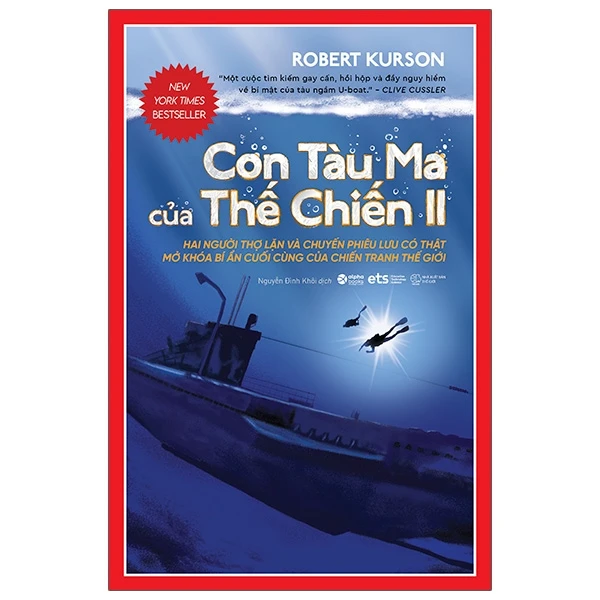 ROBERT KURSON
"Một cuộc tìm kiếm gay cấn, hồi hộp và đầy nguy hiểm
về bí mật của tàu ngầm U-boat." – CLIVE CUSSLER
NEW
YORK TIMES
BESTSELLER
Con Tàu Ma
của Thế Chiến II
HAI NGƯỜI THỢ LẶN VÀ CHUYẾN PHIÊU LƯU CÓ THẬT
MỞ KHÓA BÍ ẨN CUỐI CÙNG CỦA CHIẾN TRANH THẾ GIỚI
Nguyễn Đình Khôi dịch
alpha
books
ets